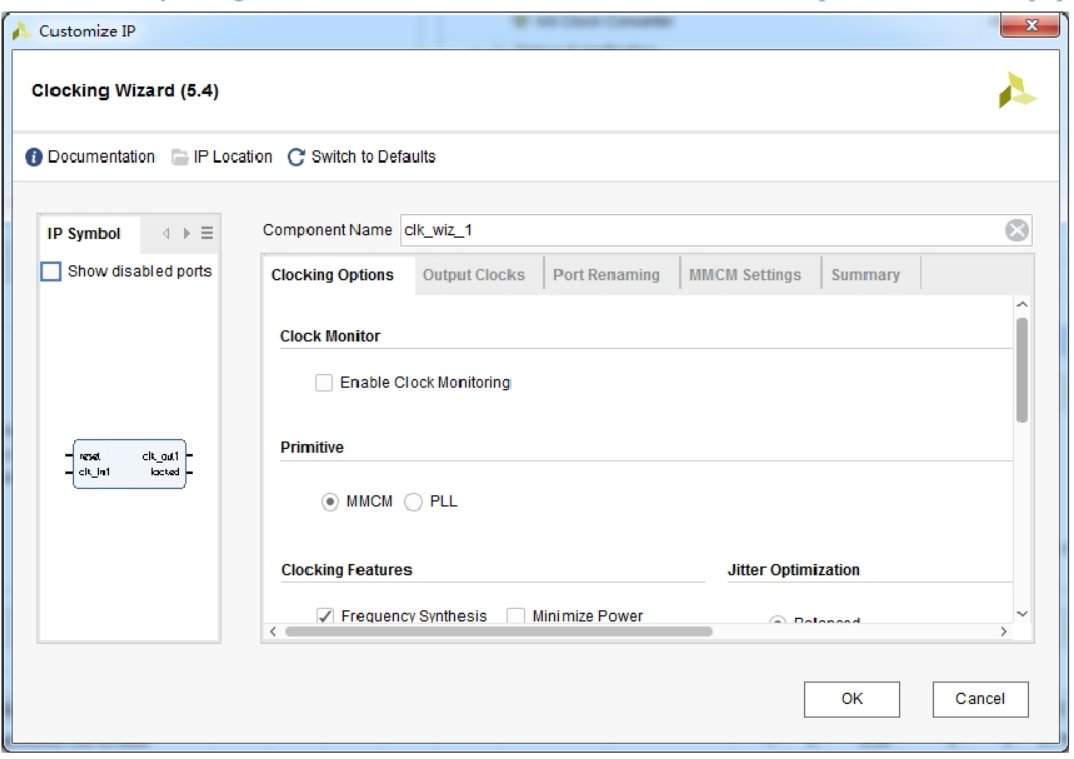 Customize IP
Clocking Wizard (5.4)
Documentation IP Location Switch to Defaults
IP Symbol
Show disabled ports
reset clk_out1
clk_in1 locked
Component Name clk_wiz_1
Clocking Options Output Clocks Port Renaming MMCM Settings Summary
Clock Monitor
Enable Clock Monitoring
Primitive
MMCM PLL
Clocking Features Jitter Optimization
Frequency Synthesis Minimize Power Balanced
OK Cancel